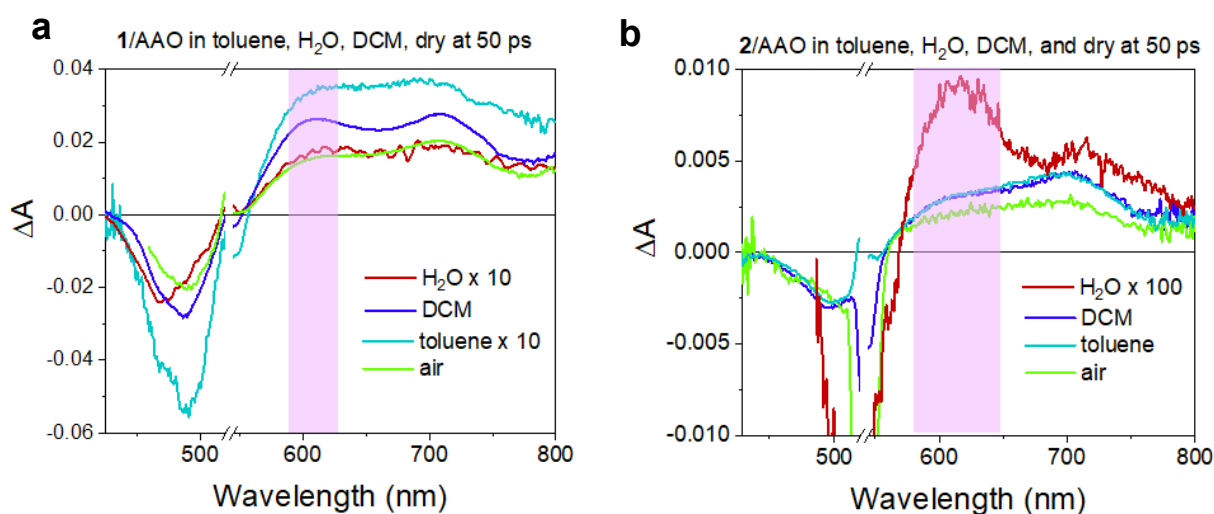 a
1/AAO in toluene, H₂O, DCM, dry at 50 ps
0.04
0.02
0.00
-0.02
-0.04
-0.06
ΔA
H₂O x 10
DCM
toluene x 10
air
500
600
700
800
Wavelength (nm)
b
2/AAO in toluene, H₂O, DCM, and dry at 50 ps
0.010
0.005
0.000
-0.005
-0.010
ΔA
H₂O x 100
DCM
toluene
air
500
600
700
800
Wavelength (nm)